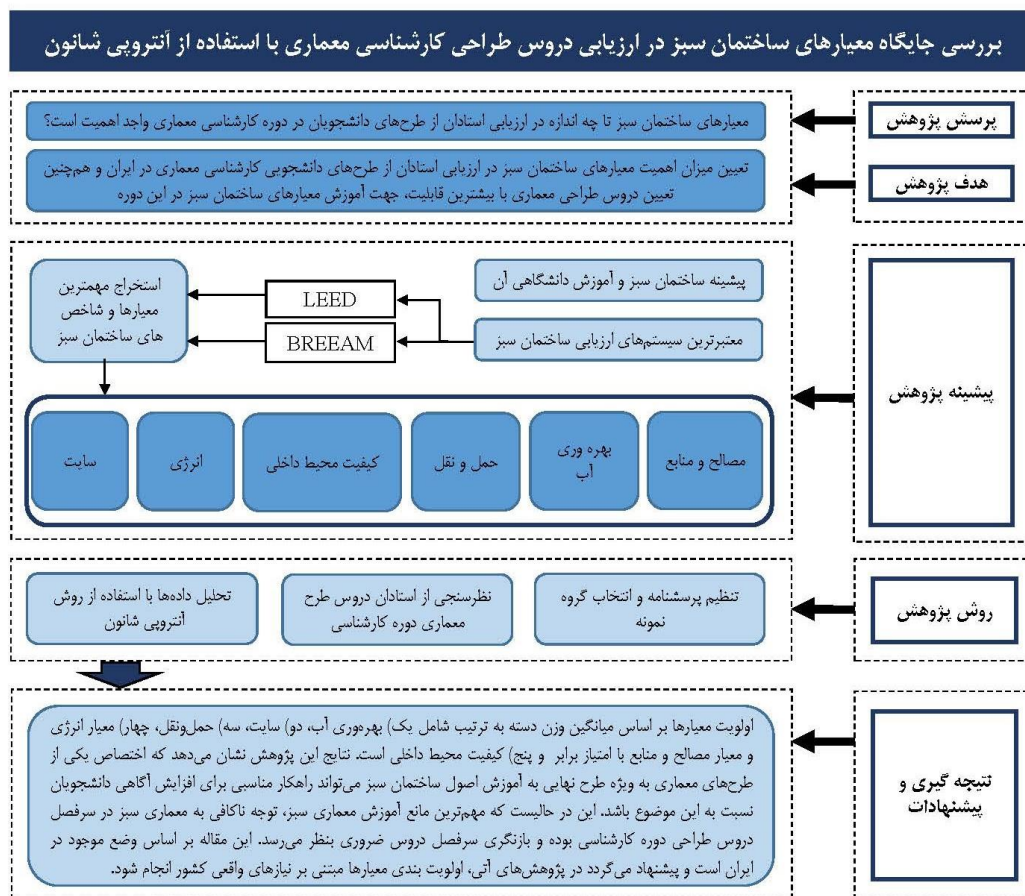 بررسی جایگاه معیارهای ساختمان سبز در ارزیابی دروس طراحی کارشناسی معماری با استفاده از آنتروپی شانون
پرسش پژوهش
معیارهای ساختمان سبز تا چه اندازه در ارزیابی استادان از طرح‌های دانشجویان در دوره کارشناسی معماری واجد اهمیت است؟
هدف پژوهش
تعیین میزان اهمیت معیارهای ساختمان سبز در ارزیابی استادان از طرح‌های دانشجویی کارشناسی معماری در ایران و هم‌چنین
تعیین دروس طراحی معماری با بیشترین قابلیت، جهت آموزش معیارهای ساختمان سبز در این دوره
پیشینه پژوهش
پیشینه ساختمان سبز و آموزش دانشگاهی آن
معتبرترین سیستم‌های ارزیابی ساختمان سبز
LEED
BREEAM
استخراج مهمترین
معیارها و شاخص
های ساختمان سبز
مصالح و منابع
بهره وری
آب
حمل و نقل
کیفیت محیط داخلی
انرژی
سایت
روش پژوهش
تنظیم پرسشنامه و انتخاب گروه
نمونه
نظرسنجی از استادان دروس طرح
معماری دوره کارشناسی
تحلیل داده‌ها با استفاده از روش
آنتروپی شانون
نتیجه گیری و
پیشنهادات
اولویت معیارها بر اساس میانگین وزن دسته به ترتیب شامل یک) بهره‌وری آب، دو) سایت، سه) حمل‌ونقل، چهار) معیار انرژی
و معیار مصالح و منابع با امتیاز برابر و پنج) کیفیت محیط داخلی است. نتایج این پژوهش نشان می‌دهد که اختصاص یکی از
طرح‌های معماری به ویژه طرح نهایی به آموزش اصول ساختمان سبز می‌تواند راهکار مناسبی برای افزایش آگاهی دانشجویان
نسبت به این موضوع باشد. این در حالیست که مهم‌ترین مانع آموزش معماری سبز، توجه ناکافی به معماری سبز در سرفصل
دروس طراحی دوره کارشناسی بوده و بازنگری سرفصل دروس ضروری بنظر می‌رسد. این مقاله بر اساس وضع موجود در
ایران است و پیشنهاد می‌گردد در پژوهش‌های آتی، اولویت بندی معیارها مبتنی بر نیازهای واقعی کشور انجام شود.